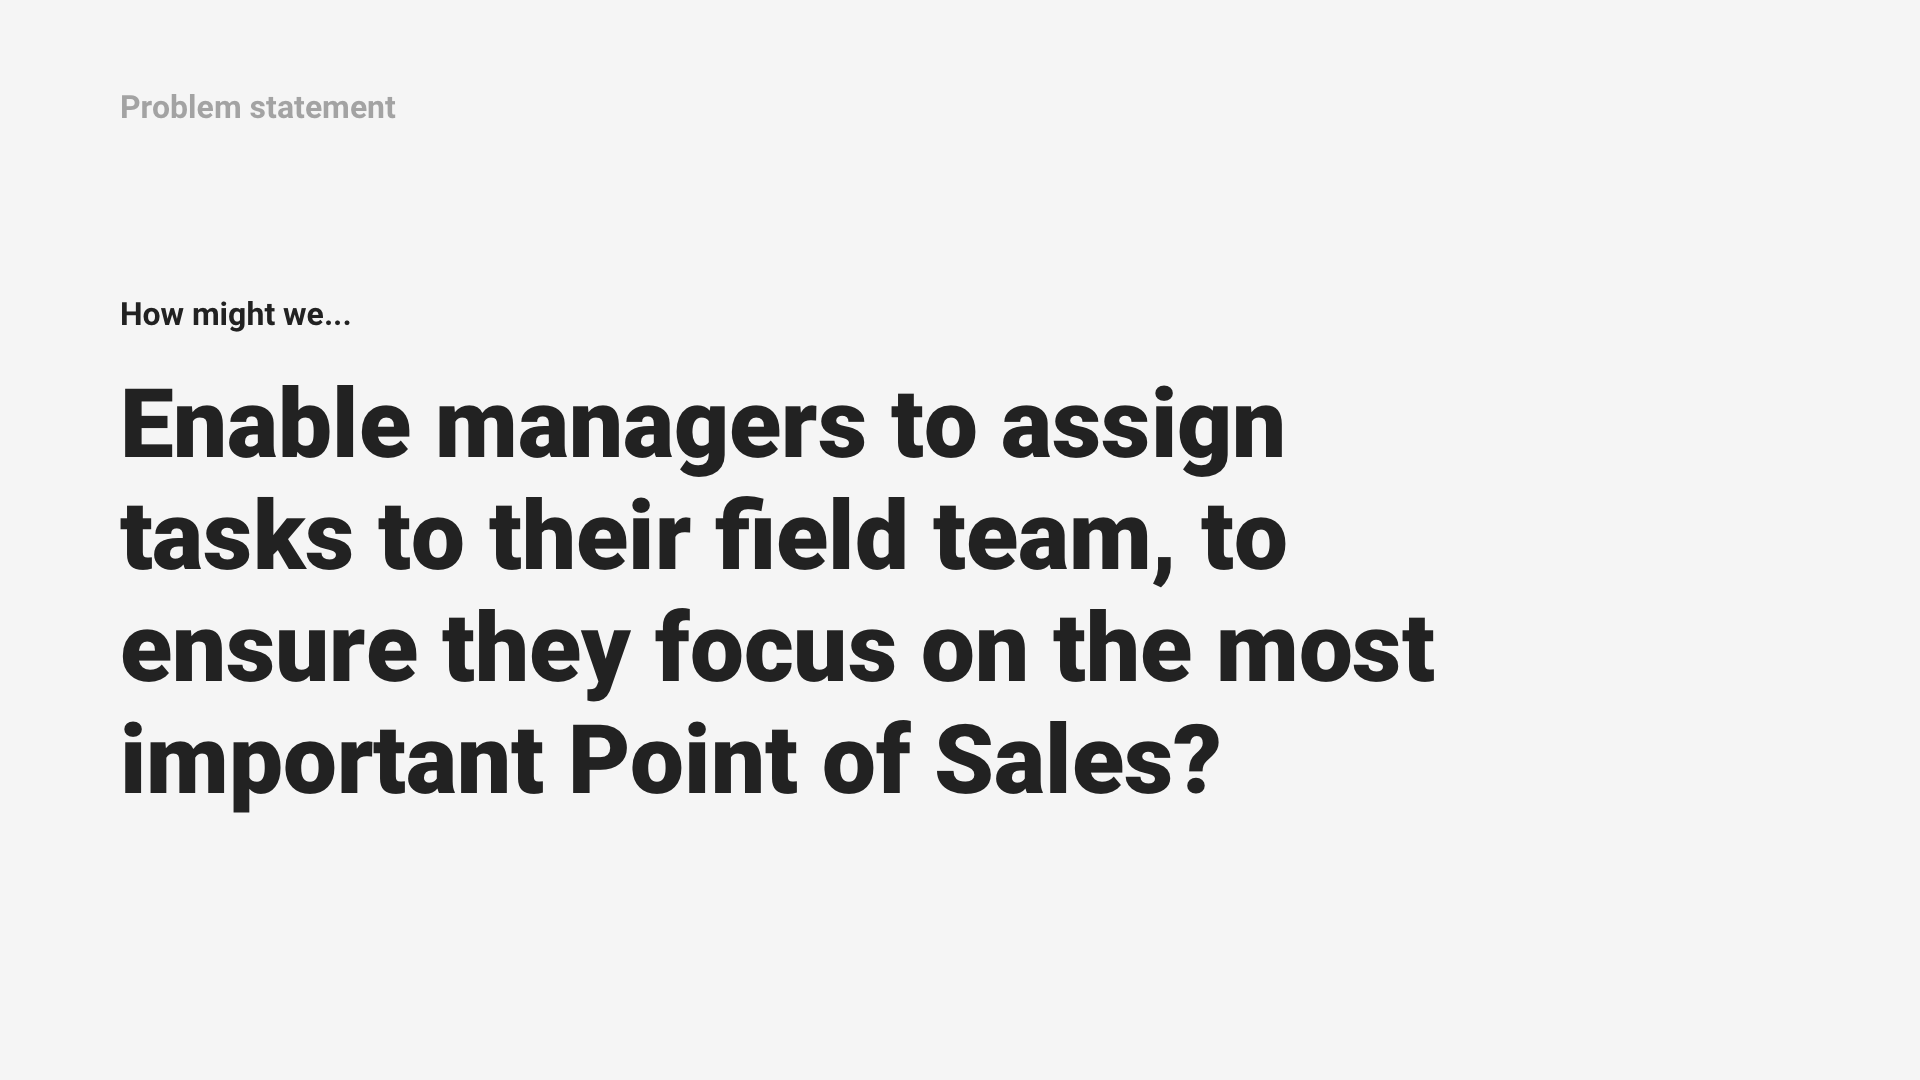 Problem statement
How might we...
Enable managers to assign
tasks to their field team, to
ensure they focus on the most
important Point of Sales?